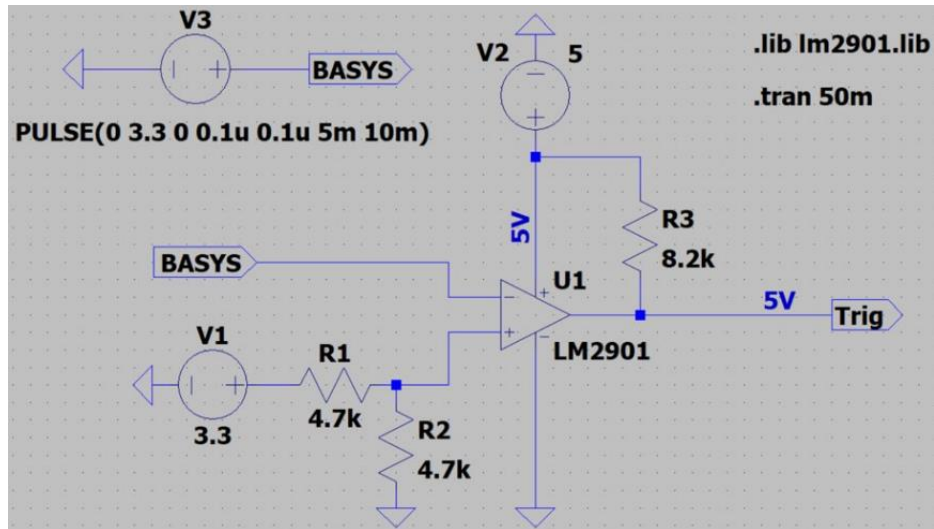 V3
BASYS
PULSE(0 3.3 0 0.1u 0.1u 5m 10m)
V2
5
.lib lm2901.lib
.tran 50m
5V
R3
8.2k
BASYS
U1
5V
Trig
LM2901
V1
3.3
R1
4.7k
R2
4.7k